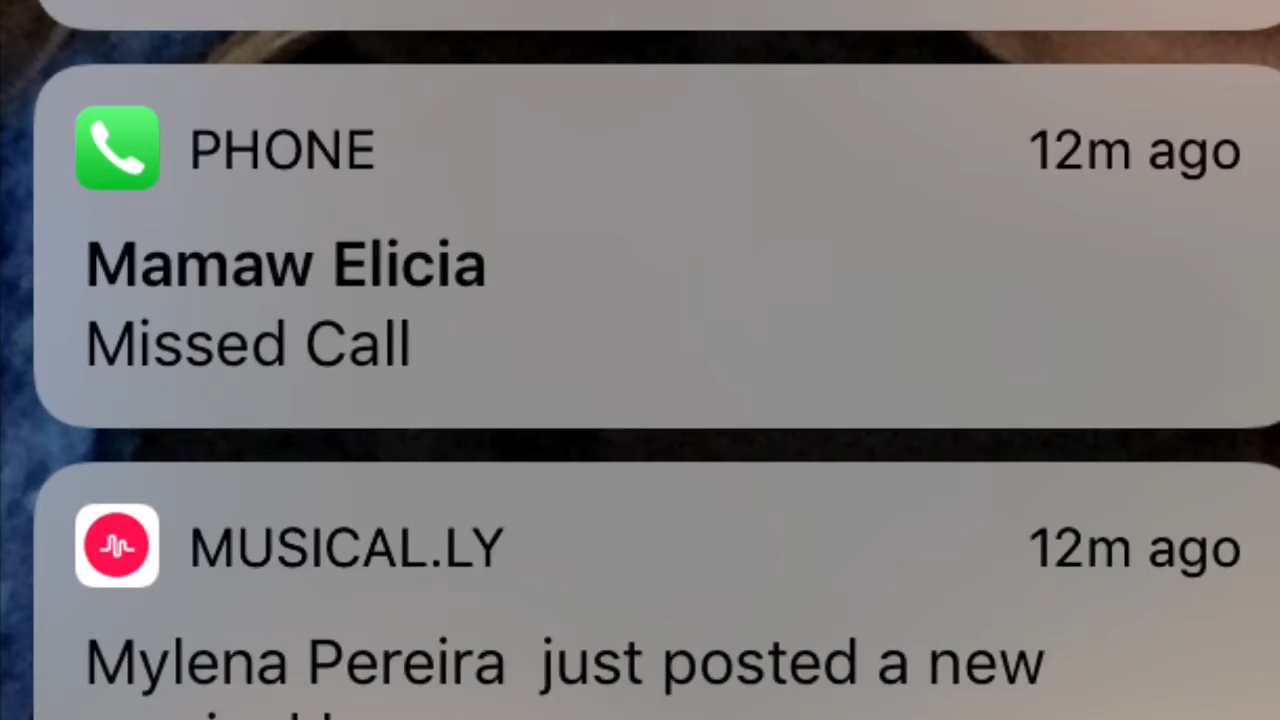 PHONE 12m ago
Mamaw Elicia
Missed Call
MUSICAL.LY 12m ago
Mylena Pereira just posted a new